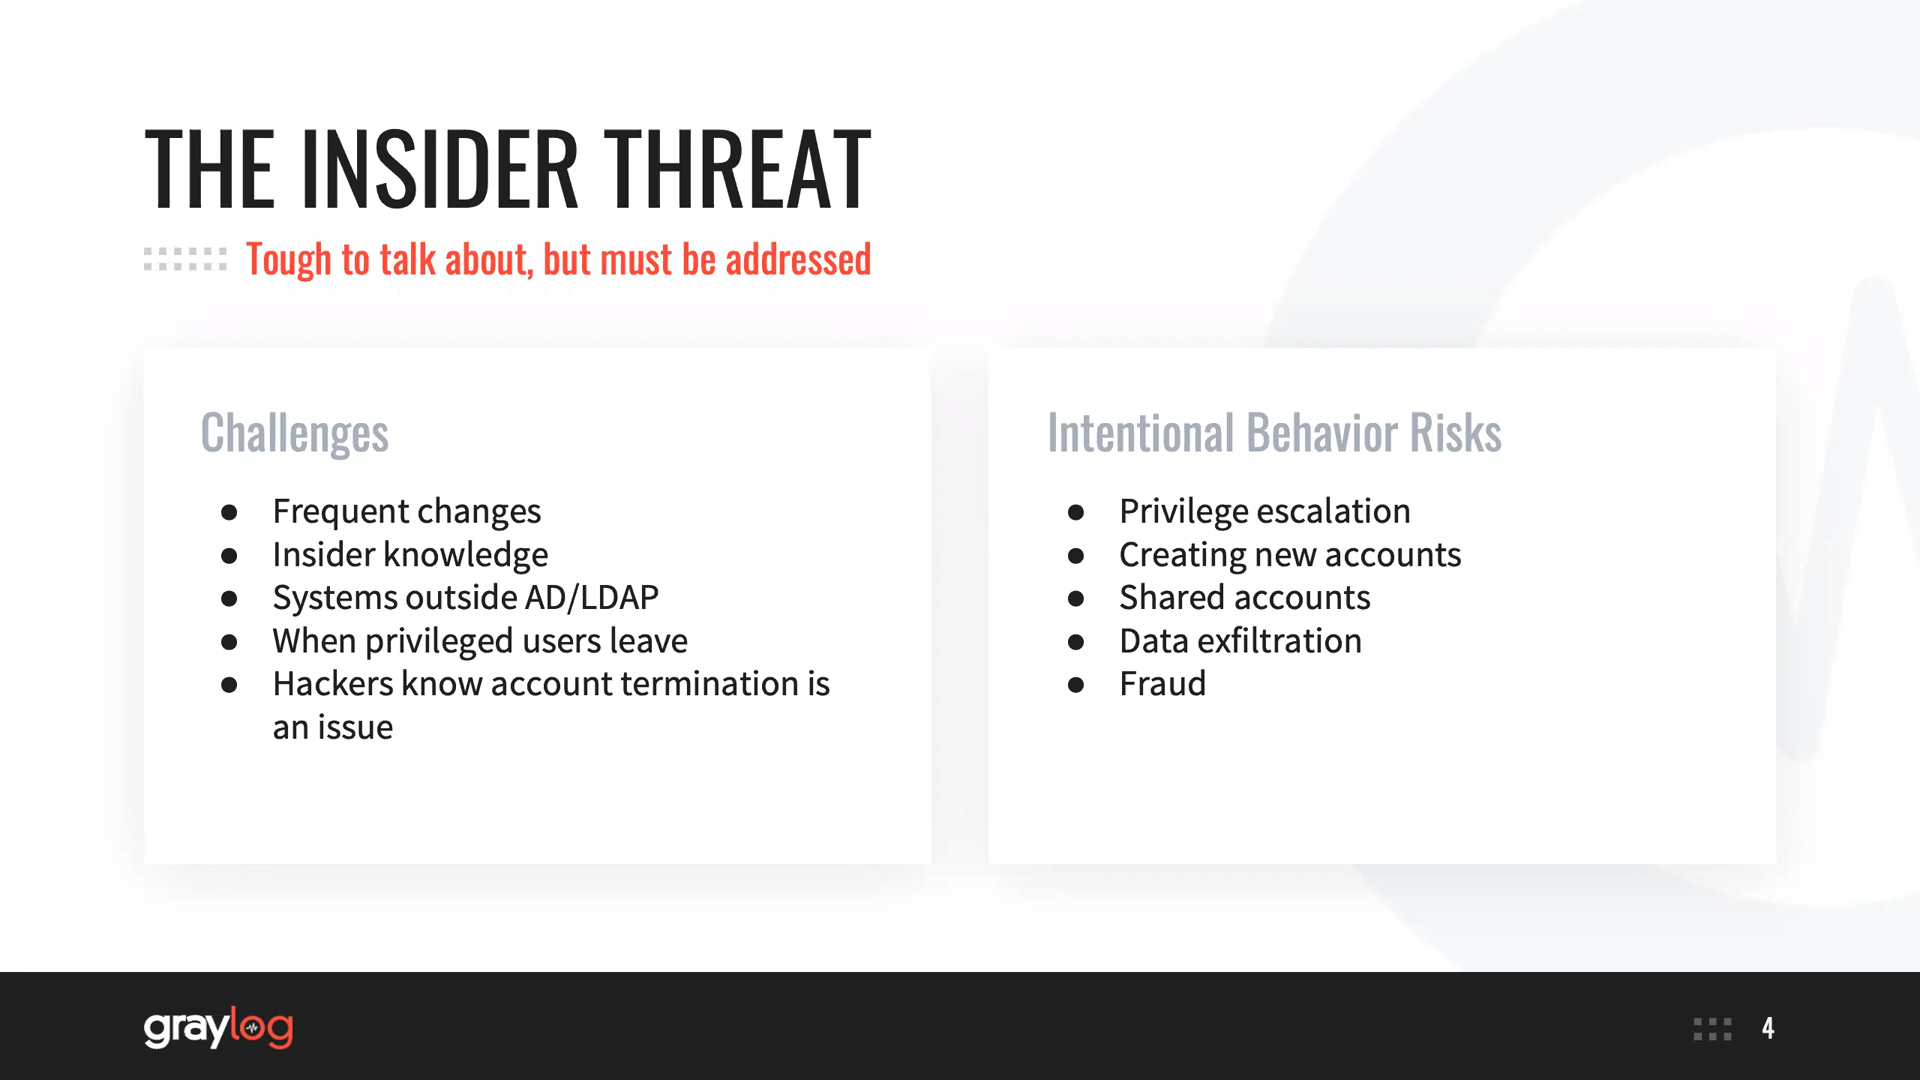 THE INSIDER THREAT
Tough to talk about, but must be addressed
Challenges
● Frequent changes
● Insider knowledge
● Systems outside AD/LDAP
● When privileged users leave
● Hackers know account termination is
an issue
Intentional Behavior Risks
● Privilege escalation
● Creating new accounts
● Shared accounts
● Data exfiltration
● Fraud
graylog
4